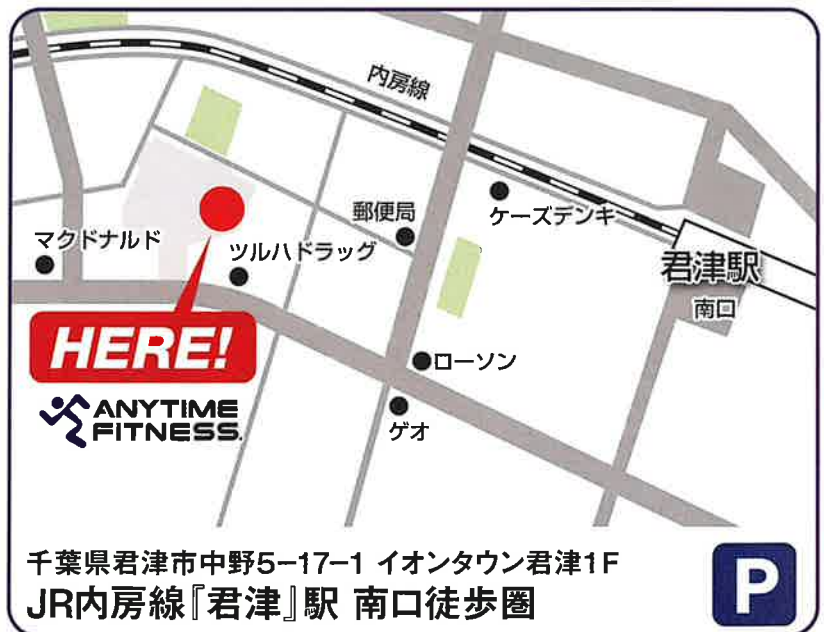 内房線
郵便局
ケーズデンキ
マクドナルド
ツルハドラッグ
君津駅
南口
HERE!
ローソン
ANYTIME
FITNESS.
ゲオ
千葉県君津市中野5-17-1 イオンタウン君津1F
JR内房線『君津』駅 南口徒歩圏
P